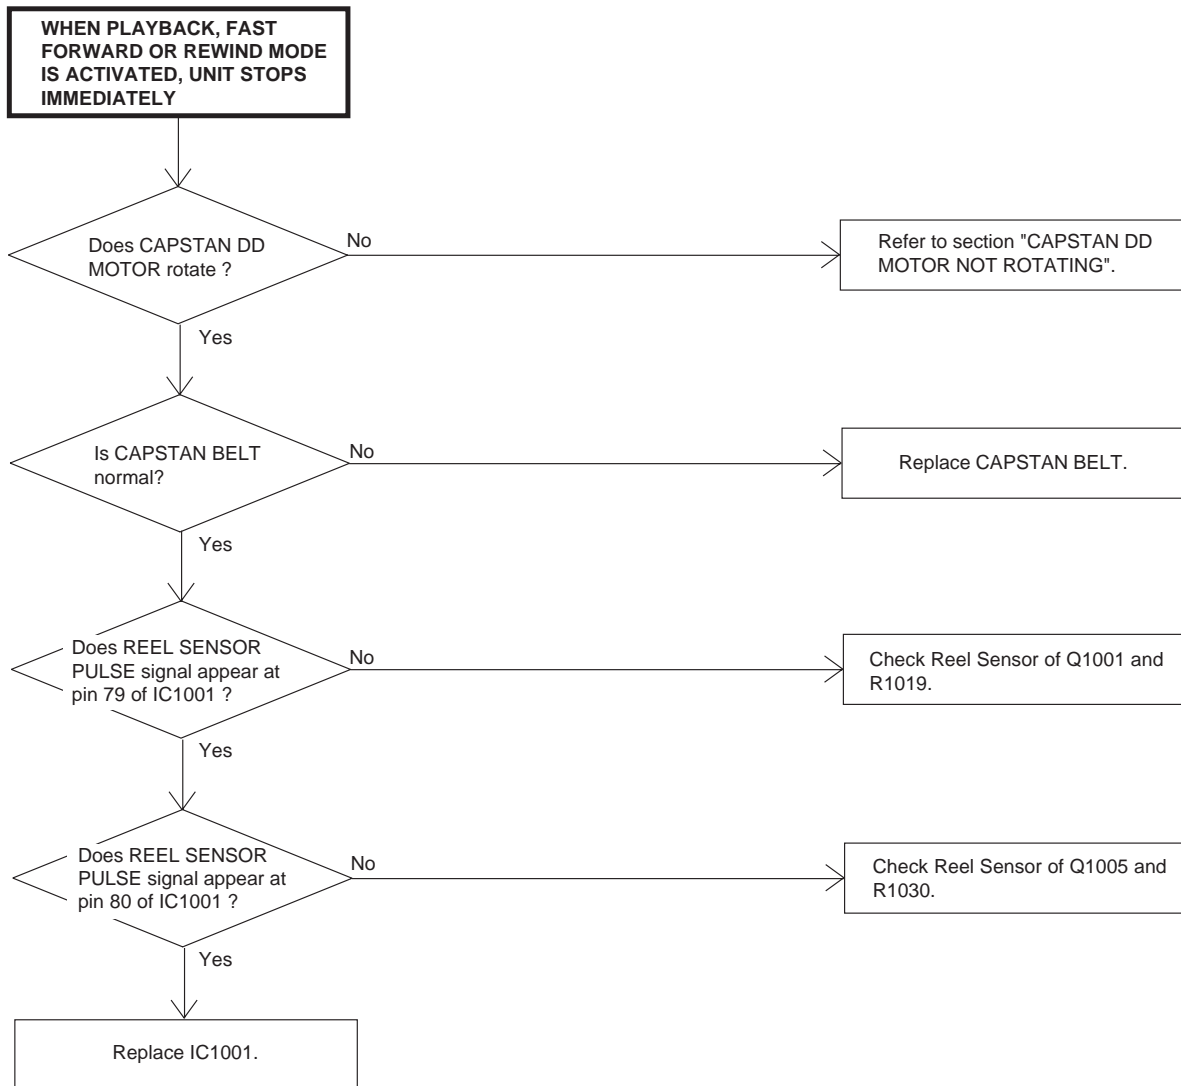 WHEN PLAYBACK, FAST
FORWARD OR REWIND MODE
IS ACTIVATED, UNIT STOPS
IMMEDIATELY
Does CAPSTAN DD
MOTOR rotate ?
No
Refer to section "CAPSTAN DD
MOTOR NOT ROTATING".
Yes
Is CAPSTAN BELT
normal?
No
Replace CAPSTAN BELT.
Yes
Does REEL SENSOR
PULSE signal appear at
pin 79 of IC1001 ?
No
Check Reel Sensor of Q1001 and
R1019.
Yes
Does REEL SENSOR
PULSE signal appear at
pin 80 of IC1001 ?
No
Check Reel Sensor of Q1005 and
R1030.
Yes
Replace IC1001.